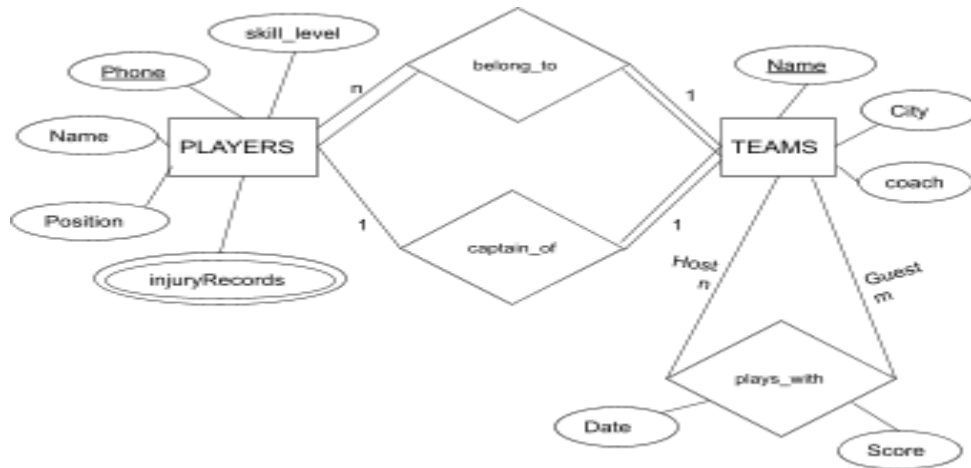 skill_level
Phone
Name
PLAYERS
Position
injuryRecords
n
belong_to
1
1
captain_of
1
Name
City
TEAMS
coach
Host
n
Guest
m
plays_with
Date
Score